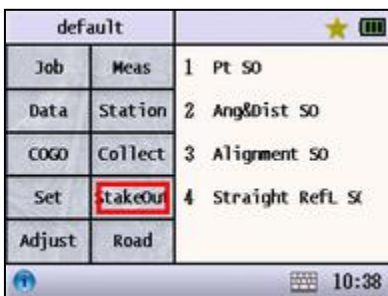 default
Job Meas 1 Pt SO
Data Station 2 Ang&Dist SO
COGO Collect 3 Alignment SO
Set StakeOut 4 Straight RefL SO
Adjust Road
10:38